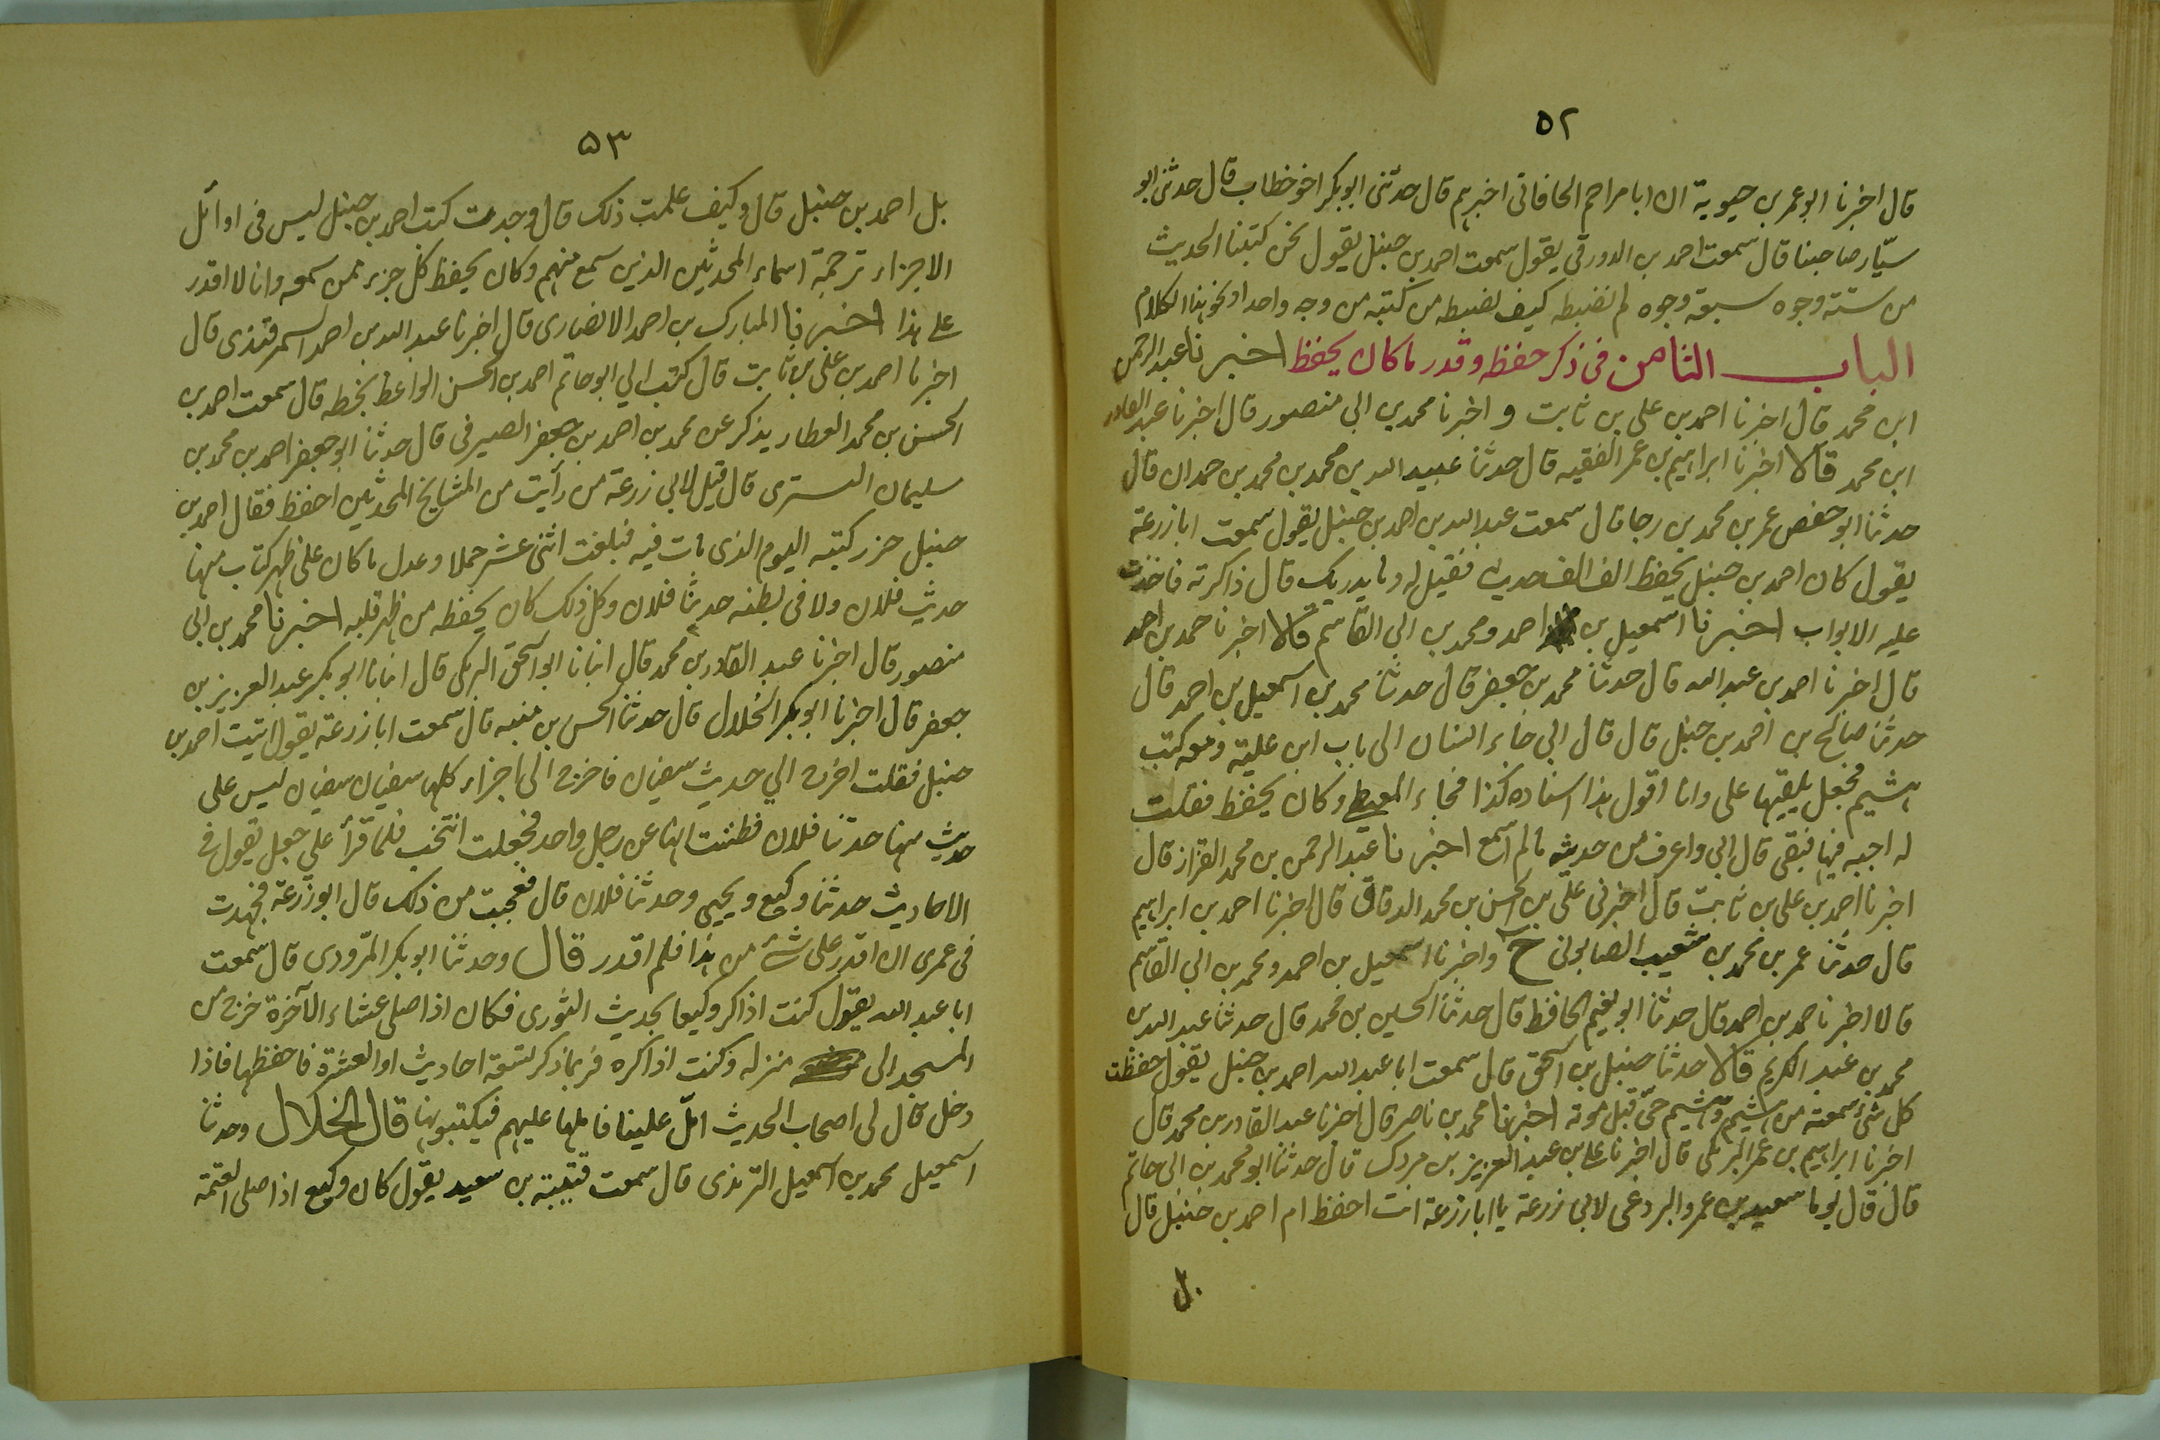 ٥٢
قال اخبرنا ابو عمر بن حيوية ان ابا مزاحم الخاقاني اخبرهم قال حدثني ابو بكر اخو خطاب قال حدثني ابو
سيّار صاحبنا قال سمعت احمد بن الدورقي يقول سمعت احمد بن حنبل يقول نحن كتبنا الحديث
من ستة وجوه سبعة وجوه لم نضبطه كيف يضبطه من كتبه من وجه واحد او نحو هذا الكلام
الباب الثامن في ذكر حفظه وقدر ما كان يحفظ اخبرنا عبد الرحمن
ابن محمد قال اخبرنا احمد بن علي بن ثابت و اخبرنا محمد بن ابي منصور قال اخبرنا عبد القادر
ابن محمد قالا اخبرنا ابراهيم بن عمر الفقيه قال حدثنا عبيد الله بن محمد بن محمد بن حمدان قال
حدثنا ابو حفص عمر بن محمد بن رجا قال سمعت عبد الله بن احمد بن حنبل يقول سمعت ابا زرعة
يقول كان احمد بن حنبل يحفظ الف الف حديث فقيل له وما يدريك قال ذاكرته فاخذت
عليه الابواب اخبرنا اسمعيل بن احمد ومحمد بن ابي القاسم قالا اخبرنا حمد بن احمد
قال اخبرنا احمد بن عبد الله قال حدثنا محمد بن جعفر قال حدثنا محمد بن اسمعيل بن احمد قال
حدثنا صالح بن احمد بن حنبل قال قال ابي جاء انسان الى باب ابن علية ومعه كتب
هشيم فجعل يلقيها علي وانا اقول هذا اسناده كذا فجاء المعيطي وكان يحفظ فقلت
له اجبه فيها فبقي قال ابي واعرف من حديثه ما لم اسمع اخبرنا عبد الرحمن بن محمد القزاز قال
اخبرنا احمد بن علي بن ثابت قال اخبرني علي بن الحسن بن محمد الدقاق قال اخبرنا احمد بن ابراهيم
قال حدثنا عمر بن محمد بن شعيب الصابوني ح واخبرنا اسمعيل بن احمد ومحمد بن ابي القاسم
قالا اخبرنا حمد بن احمد قال حدثنا ابو نعيم الحافظ قال حدثنا الحسين بن محمد قال حدثنا عبد الله بن
محمد بن عبد الكريم قالا حدثنا حنبل بن اسحق قال سمعت ابا عبد الله احمد بن حنبل يقول حفظت
كل شئ سمعته من هشيم وهشيم حي قبل موته اخبرنا محمد بن ناصر قال اخبرنا عبد القادر بن محمد قال
اخبرنا ابراهيم بن عمر البرمكي قال اخبرنا علي بن عبد العزيز بن مردك قال حدثنا ابو محمد بن ابي حاتم
قال قال يوما سعيد بن عمرو البردعي لابي زرعة يا ابا زرعة انت احفظ ام احمد بن حنبل قال
بل
٥٣
بل احمد بن حنبل قال وكيف علمت ذلك قال وجدت كتب احمد بن حنبل ليس في اوائل
الاجزاء ترجمة اسماء المحدثين الذين سمع منهم وكان يحفظ كل جزء ممن سمعه وانا لا اقدر
على هذا اخبرنا المبارك بن احمد الانصاري قال اخبرنا عبد الله بن احمد السمرقندي قال
اخبرنا احمد بن علي بن ثابت قال كتب الي ابو حاتم احمد بن الحسن الواعظ بخطه قال سمعت احمد بن
الحسن بن محمد العطار يذكر عن محمد بن احمد بن جعفر الصيرفي قال حدثنا ابو جعفر احمد بن محمد بن
سليمان التستري قال قيل لابي زرعة من رأيت من المشايخ المحدثين احفظ فقال احمد بن
حنبل حزر كتبه اليوم الذي مات فيه فبلغت اثنى عشر حملا وعدل ما كان على ظهر كتاب منها
حديث فلان ولا في بطنه حدثنا فلان وكل ذلك كان يحفظه من ظهر قلبه اخبرنا محمد بن ابي
منصور قال اخبرنا عبد القادر بن محمد قال انبانا ابو اسحق البرمكي قال انبانا ابو بكر عبد العزيز بن
جعفر قال اخبرنا ابو بكر الخلال قال حدثنا الحسن بن منبه قال سمعت ابا زرعة يقول اتيت احمد بن
حنبل فقلت اخرج الي حديث سفيان فاخرج الي اجزاء كلها سفيان سفيان ليس على
حديث منها حدثنا فلان فظننت انها عن رجل واحد فجعلت انتخب فلما قرأ علي جعل يقول في
الاحاديث حدثنا وكيع ويحيى وحدثنا فلان قال فعجبت من ذلك قال ابو زرعة فجهدت
في عمري ان اقدر على شئ من هذا فلم اقدر قال وحدثنا ابو بكر المرّودي قال سمعت
ابا عبد الله يقول كنت اذاكر وكيعا بحديث الثوري فكان اذا صلى عشاء الآخرة خرج من
المسجد الى منزله وكنت اذاكره فربما ذكر لتسعة احاديث او العشرة فاحفظها فاذا
دخل قال لي اصحاب الحديث املّ علينا فاملها عليهم فيكتبونها قال الخلال وحدثنا
اسمعيل محمد بن اسمعيل الترمذي قال سمعت قتيبة بن سعيد يقول كان وكيع اذا صلى العتمة